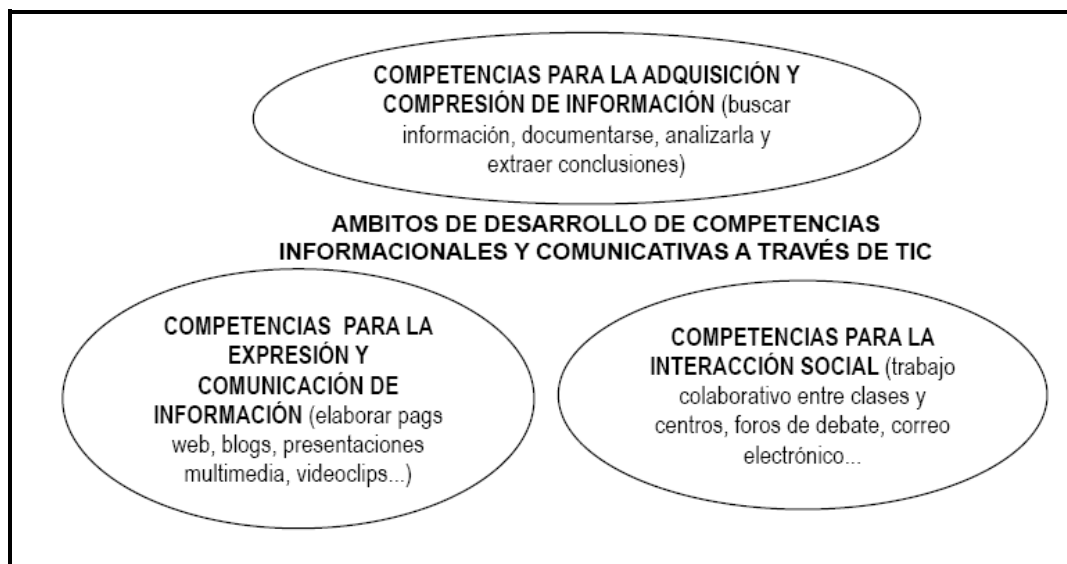 COMPETENCIAS PARA LA ADQUISICIÓN Y
COMPRESIÓN DE INFORMACIÓN (buscar
información, documentarse, analizarla y
extraer conclusiones)
AMBITOS DE DESARROLLO DE COMPETENCIAS
INFORMACIONALES Y COMUNICATIVAS A TRAVÉS DE TIC
COMPETENCIAS PARA LA
EXPRESIÓN Y
COMUNICACIÓN DE
INFORMACIÓN (elaborar pags
web, blogs, presentaciones
multimedia, videoclips...)
COMPETENCIAS PARA LA
INTERACCIÓN SOCIAL (trabajo
colaborativo entre clases y
centros, foros de debate, correo
electrónico...